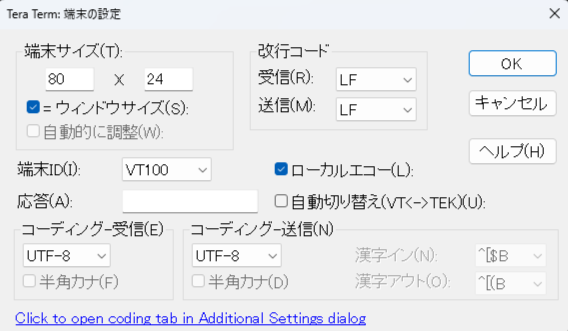 Tera Term: 端末の設定
端末サイズ(T):
80 X 24
= ウィンドウサイズ(S):
自動的に調整(W):
改行コード
受信(R): LF
送信(M): LF
OK
キャンセル
ヘルプ(H)
端末ID(I): VT100
ローカルエコー(L):
応答(A):
自動切り替え(VT<->TEK)(U):
コーディング-受信(E)
UTF-8
半角カナ(F)
コーディング-送信(N)
UTF-8
半角カナ(D)
漢字イン(N): ^[$B
漢字アウト(O): ^[(B
Click to open coding tab in Additional Settings dialog